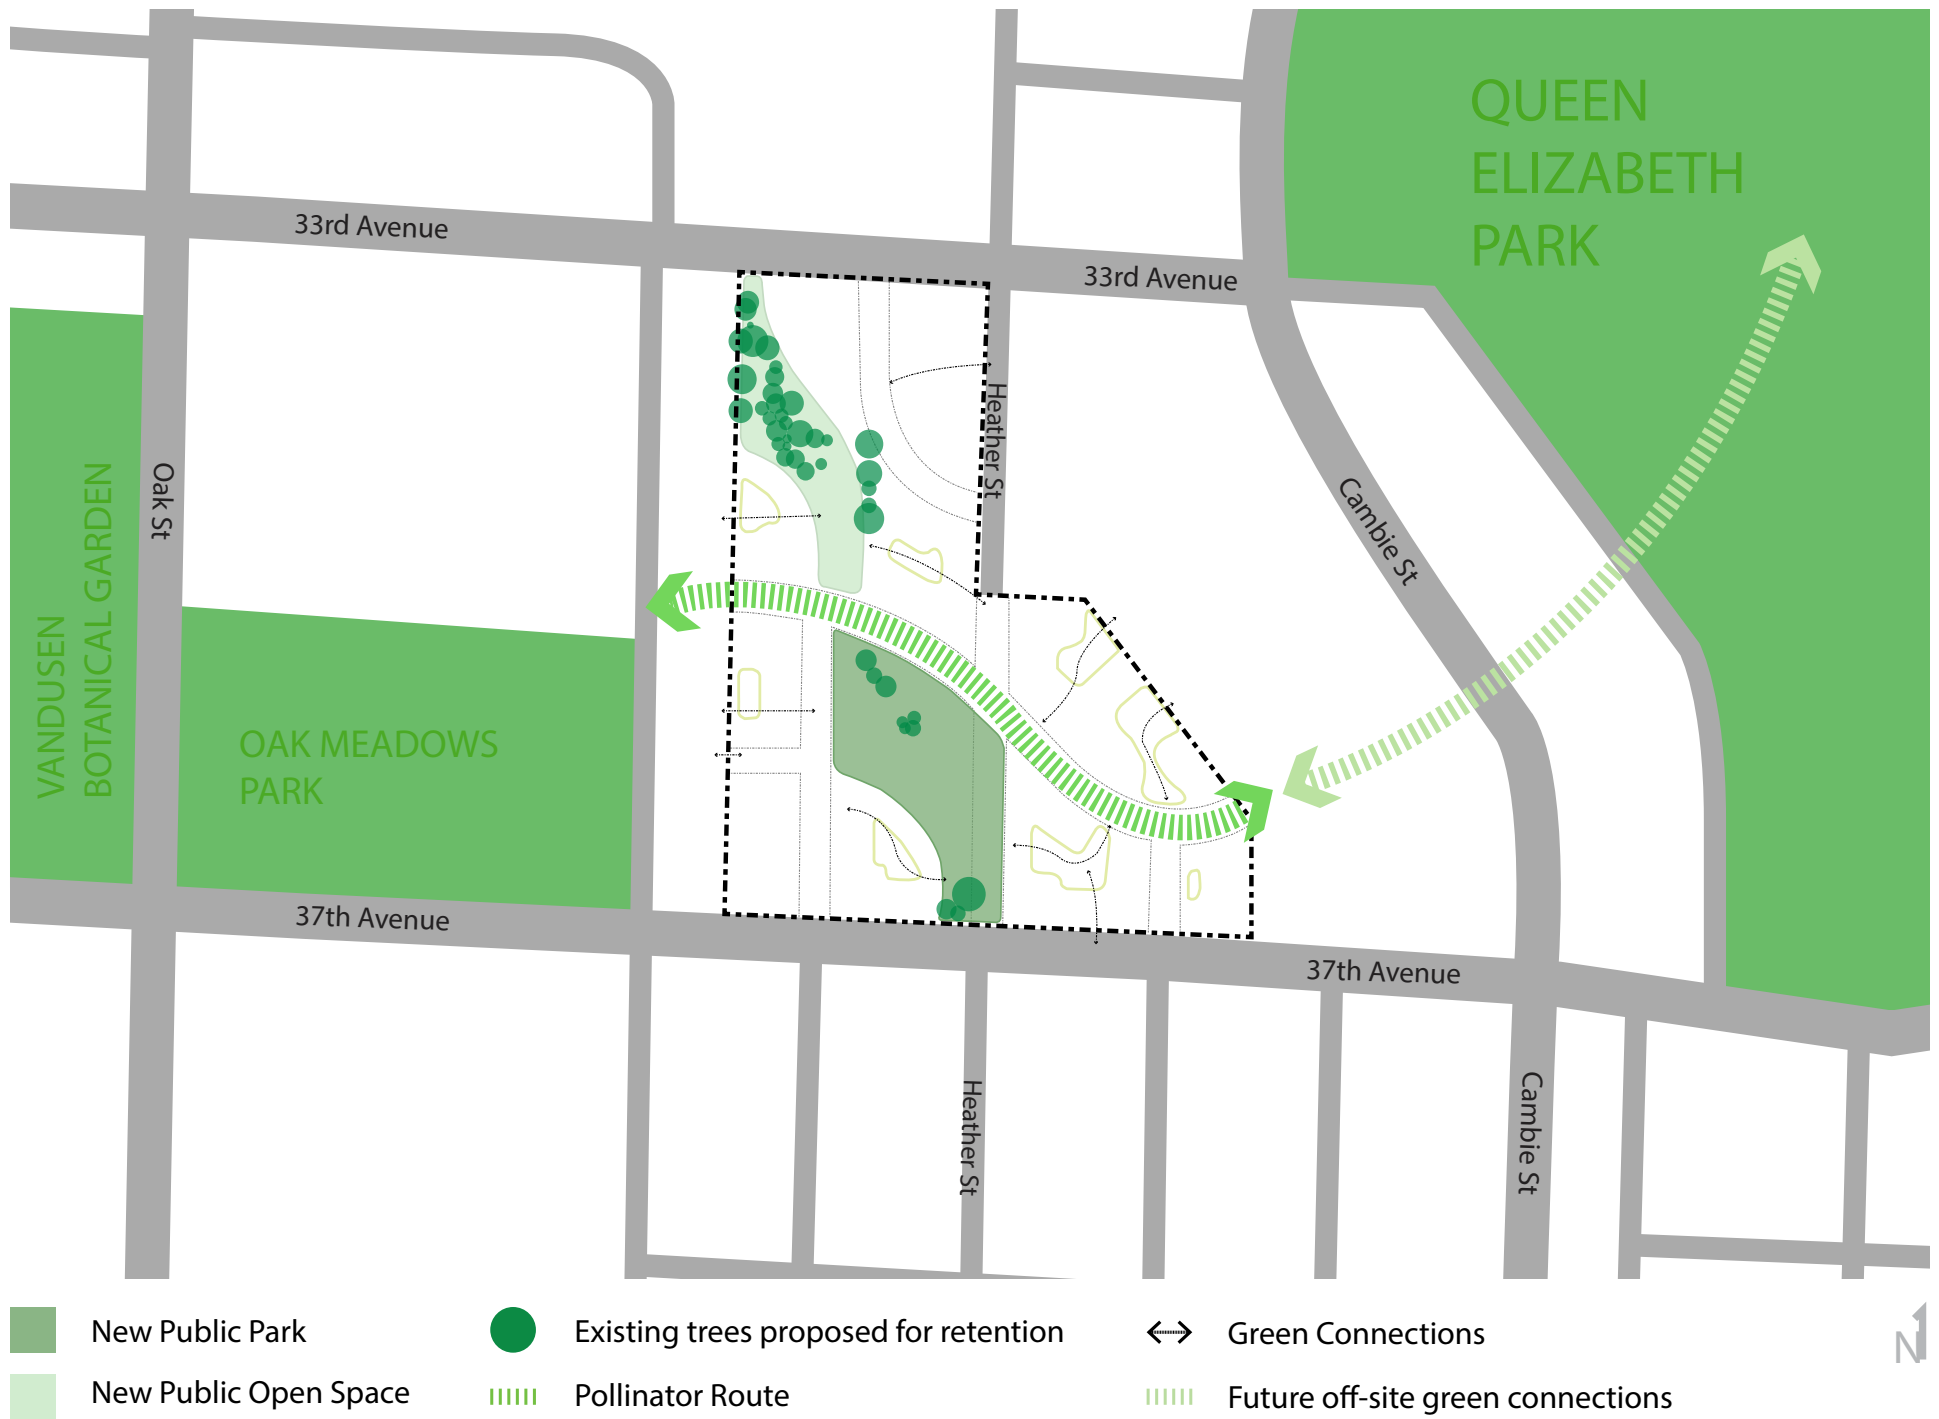 QUEEN
ELIZABETH
PARK
33rd Avenue
33rd Avenue
Heather St
Oak St
Cambie St
VANDUSEN
BOTANICAL GARDEN
OAK MEADOWS
PARK
37th Avenue
37th Avenue
Heather St
Cambie St
New Public Park
Existing trees proposed for retention
Green Connections
N
New Public Open Space
Pollinator Route
Future off-site green connections